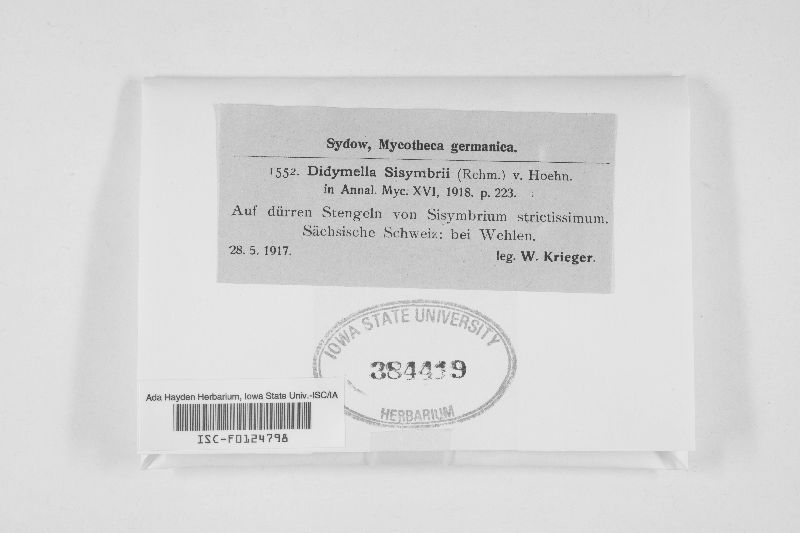 Sydow, Mycotheca germanica.
1552. Didymella Sisymbrii (Rehm.) v. Hoehn.
in Annal. Myc. XVI, 1918. p. 223.
Auf dürren Stengeln von Sisymbrium strictissimum.
Sächsische Schweiz: bei Wehlen.
28. 5. 1917. leg. W. Krieger.
IOWA STATE UNIVERSITY
384419
HERBARIUM
Ada Hayden Herbarium, Iowa State Univ.-ISC/IA
ISC-F0124798